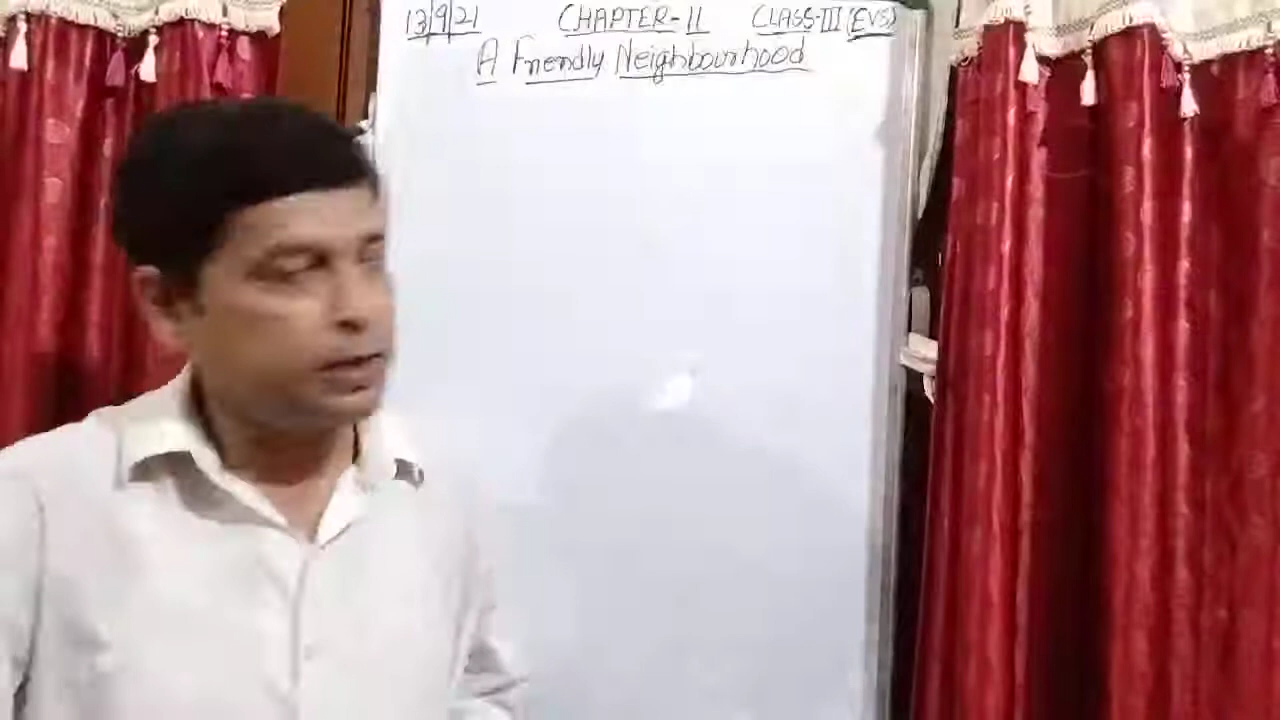 13/9/21 CHAPTER-11 CLASS-III (EVS)
A Friendly Neighbourhood